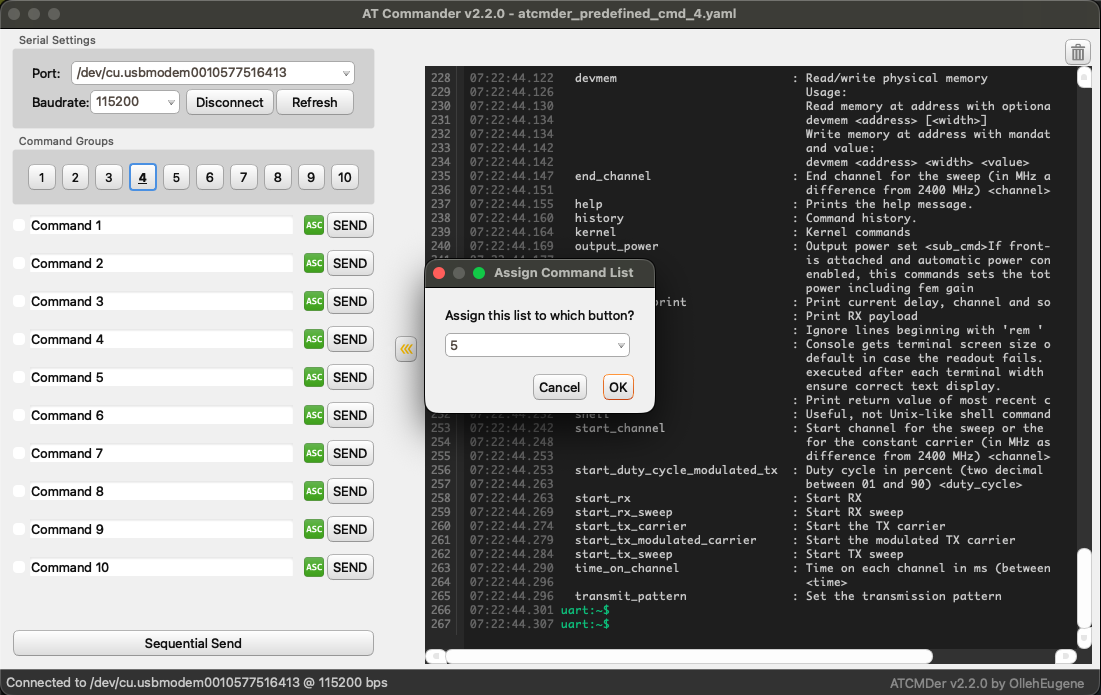 AT Commander v2.2.0 - atcmder_predefined_cmd_4.yaml
Serial Settings
Port: /dev/cu.usbmodem0010577516413
Baudrate: 115200 Disconnect Refresh
Command Groups
1 2 3 4 5 6 7 8 9 10
Command 1 ASC SEND
Command 2 ASC SEND
Command 3 ASC SEND
Command 4 ASC SEND
Command 5 ASC SEND
Command 6 ASC SEND
Command 7 ASC SEND
Command 8 ASC SEND
Command 9 ASC SEND
Command 10 ASC SEND
Sequential Send
228 07:22:44.122 devmem : Read/write physical memory
229 07:22:44.126 Usage:
230 07:22:44.130 Read memory at address with optiona
231 07:22:44.134 devmem <address> [<width>]
232 07:22:44.134 Write memory at address with mandat
233 07:22:44.142 and value:
234 07:22:44.142 devmem <address> <width> <value>
235 07:22:44.147 end_channel : End channel for the sweep (in MHz a
236 07:22:44.151 difference from 2400 MHz) <channel>
237 07:22:44.155 help : Prints the help message.
238 07:22:44.160 history : Command history.
239 07:22:44.164 kernel : Kernel commands
240 07:22:44.169 output_power : Output power set <sub_cmd>If front-
is attached and automatic power con
enabled, this commands sets the tot
power including fem gain
print : Print current delay, channel and so
: Print RX payload
: Ignore lines beginning with 'rem '
: Console gets terminal screen size o
default in case the readout fails.
executed after each terminal width
ensure correct text display.
: Print return value of most recent c
shell : Useful, not Unix-like shell command
253 07:22:44.242 start_channel : Start channel for the sweep or the
254 07:22:44.248 for the constant carrier (in MHz as
255 07:22:44.253 difference from 2400 MHz) <channel>
256 07:22:44.253 start_duty_cycle_modulated_tx : Duty cycle in percent (two decimal
257 07:22:44.263 between 01 and 90) <duty_cycle>
258 07:22:44.263 start_rx : Start RX
259 07:22:44.269 start_rx_sweep : Start RX sweep
260 07:22:44.274 start_tx_carrier : Start the TX carrier
261 07:22:44.279 start_tx_modulated_carrier : Start the modulated TX carrier
262 07:22:44.284 start_tx_sweep : Start TX sweep
263 07:22:44.290 time_on_channel : Time on each channel in ms (between
264 07:22:44.296 <time>
265 07:22:44.296 transmit_pattern : Set the transmission pattern
266 07:22:44.301 uart:~$
267 07:22:44.307 uart:~$
Assign Command List
Assign this list to which button?
5
Cancel OK
Connected to /dev/cu.usbmodem0010577516413 @ 115200 bps
ATCMDer v2.2.0 by OllehEugene